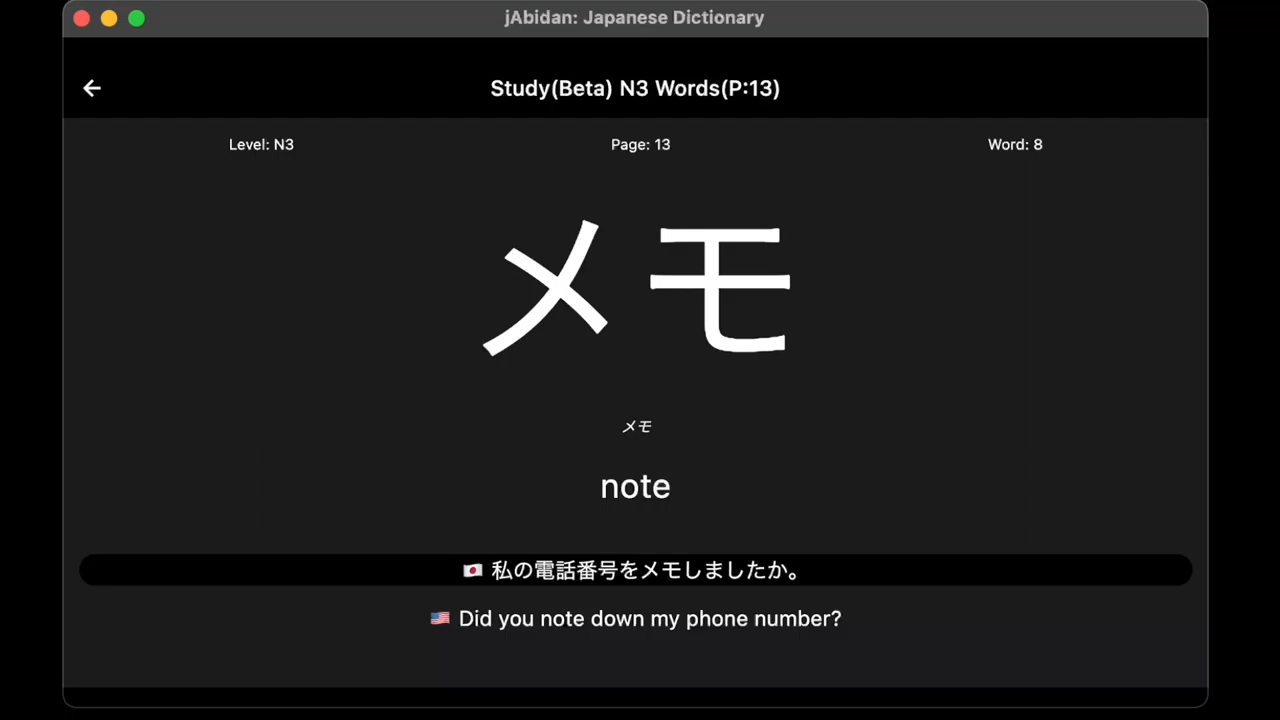 jAbidan: Japanese Dictionary
Study(Beta) N3 Words(P:13)
Level: N3 Page: 13 Word: 8
メモ
メモ
note
私の電話番号をメモしましたか。
Did you note down my phone number?